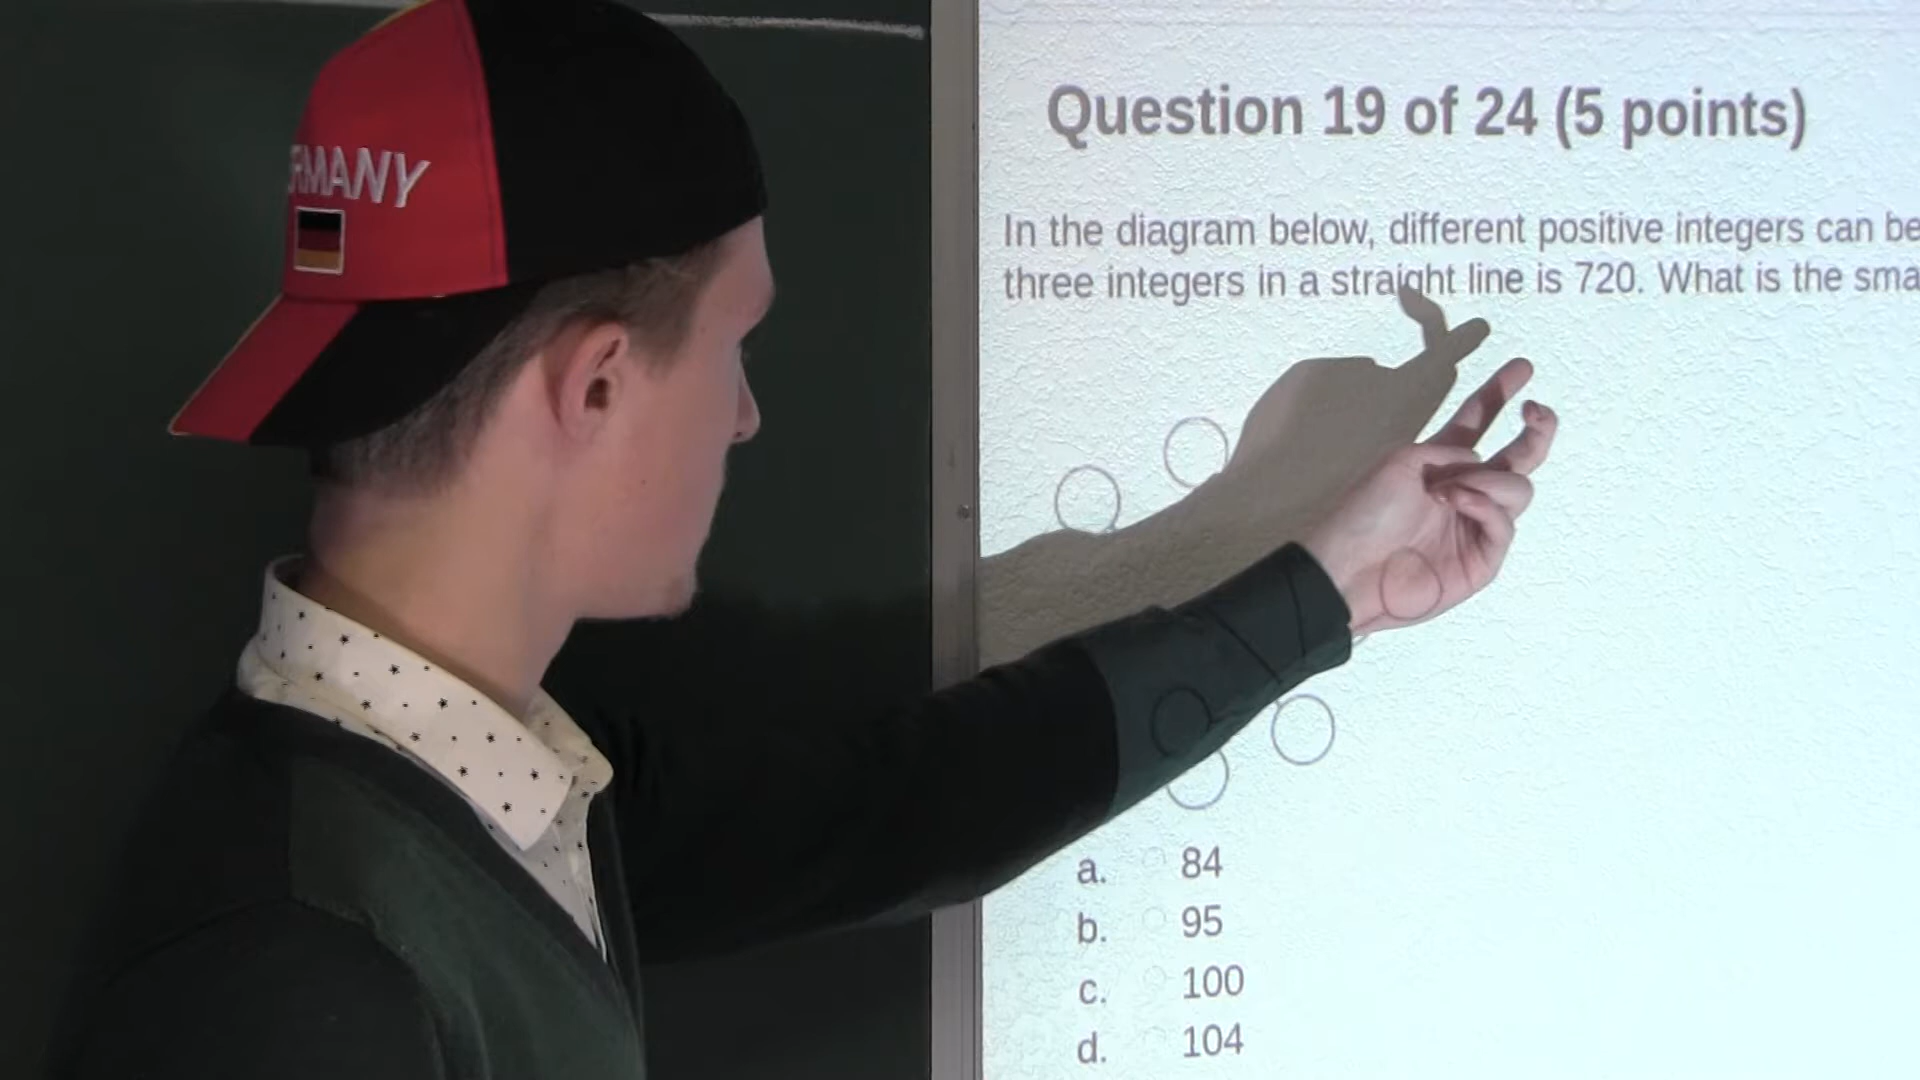 RMANY
Question 19 of 24 (5 points)
In the diagram below, different positive integers can be
three integers in a straight line is 720. What is the sma
a. 84
b. 95
c. 100
d. 104